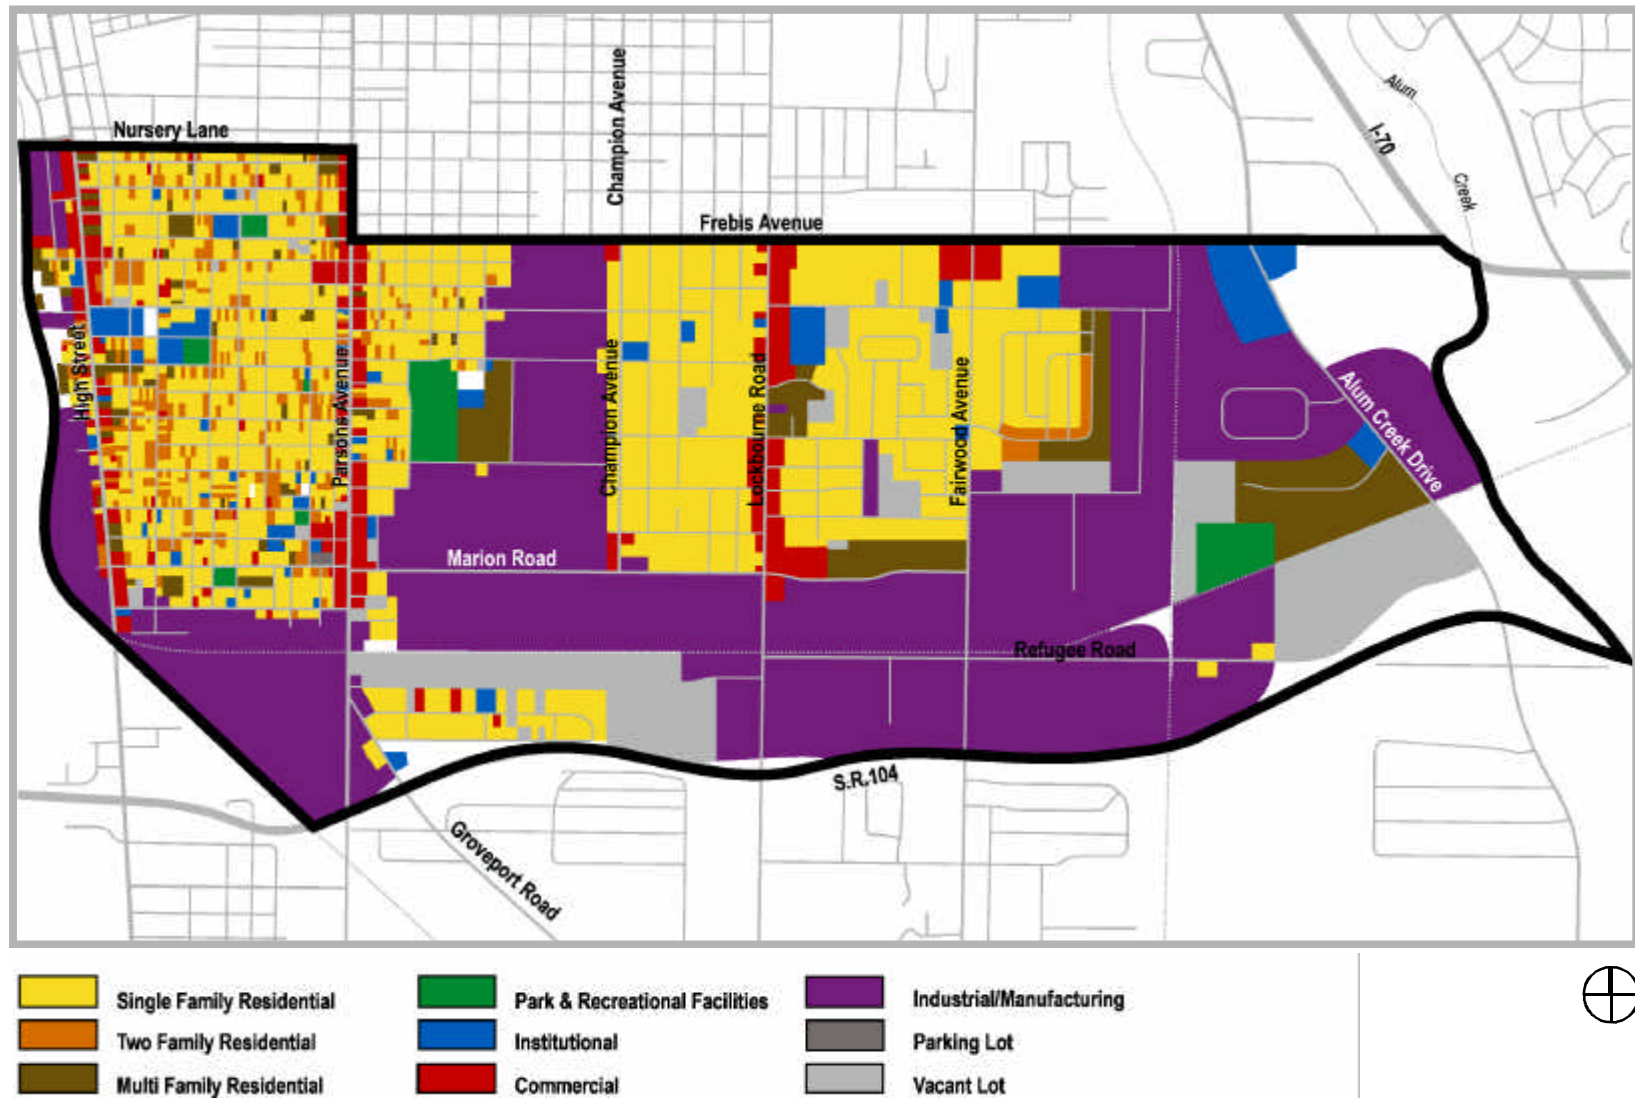 Nursery Lane
Champion Avenue
Alum
I-70
Creek
Frebis Avenue
High Street
Parsons Avenue
Champion Avenue
Lockbourne Road
Fairwood Avenue
Alum Creek Drive
Marion Road
Refugee Road
S.R.104
Groveport Road
Single Family Residential
Park & Recreational Facilities
Industrial/Manufacturing
Two Family Residential
Institutional
Parking Lot
Multi Family Residential
Commercial
Vacant Lot